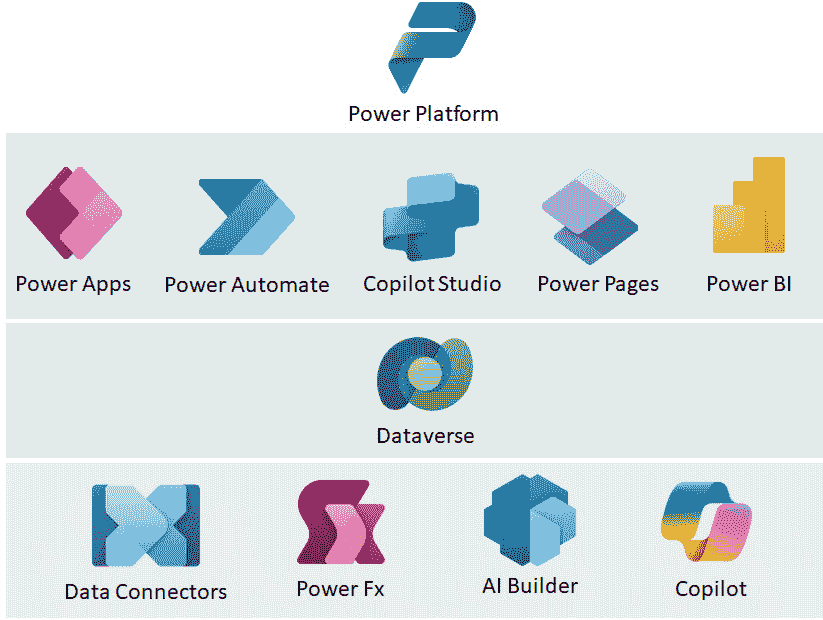 Power Platform
Power Apps
Power Automate
Copilot Studio
Power Pages
Power BI
Dataverse
Data Connectors
Power Fx
AI Builder
Copilot